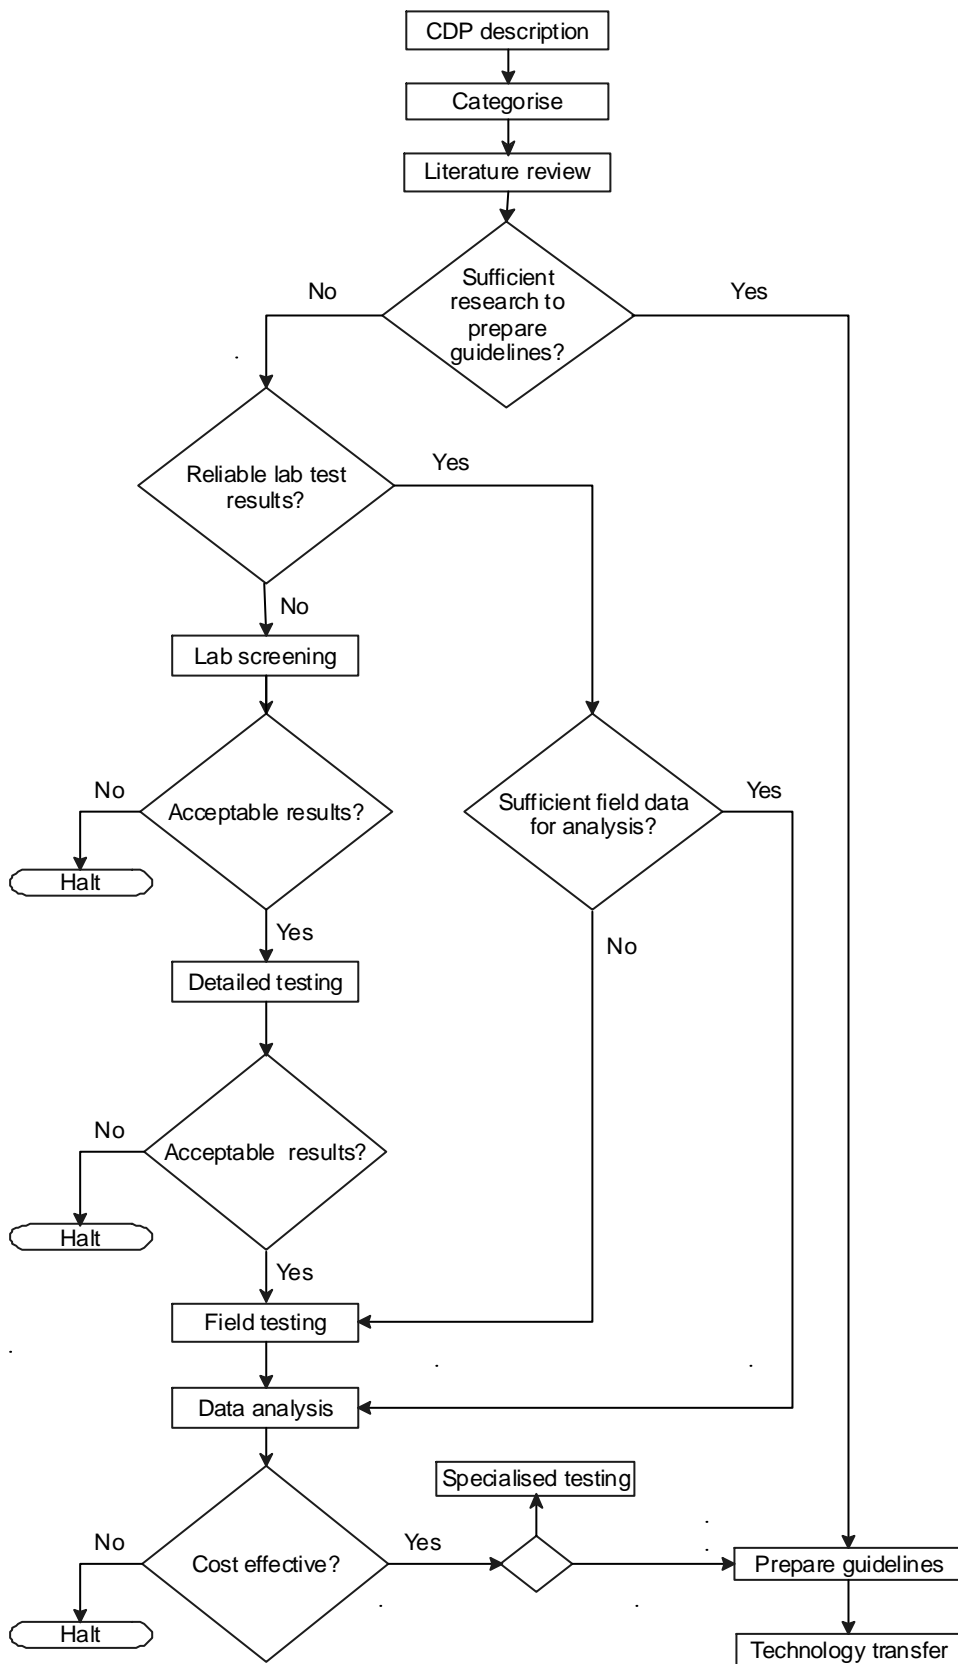 CDP description
Categorise
Literature review
Sufficient
research to
prepare
guidelines?
No
Yes
Reliable lab test
results?
Yes
No
Lab screening
No
Acceptable results?
Sufficient field data
for analysis?
Yes
Halt
Yes
No
Detailed testing
No
Acceptable results?
Halt
Yes
Field testing
Data analysis
Specialised testing
No
Cost effective?
Yes
Prepare guidelines
Halt
Technology transfer